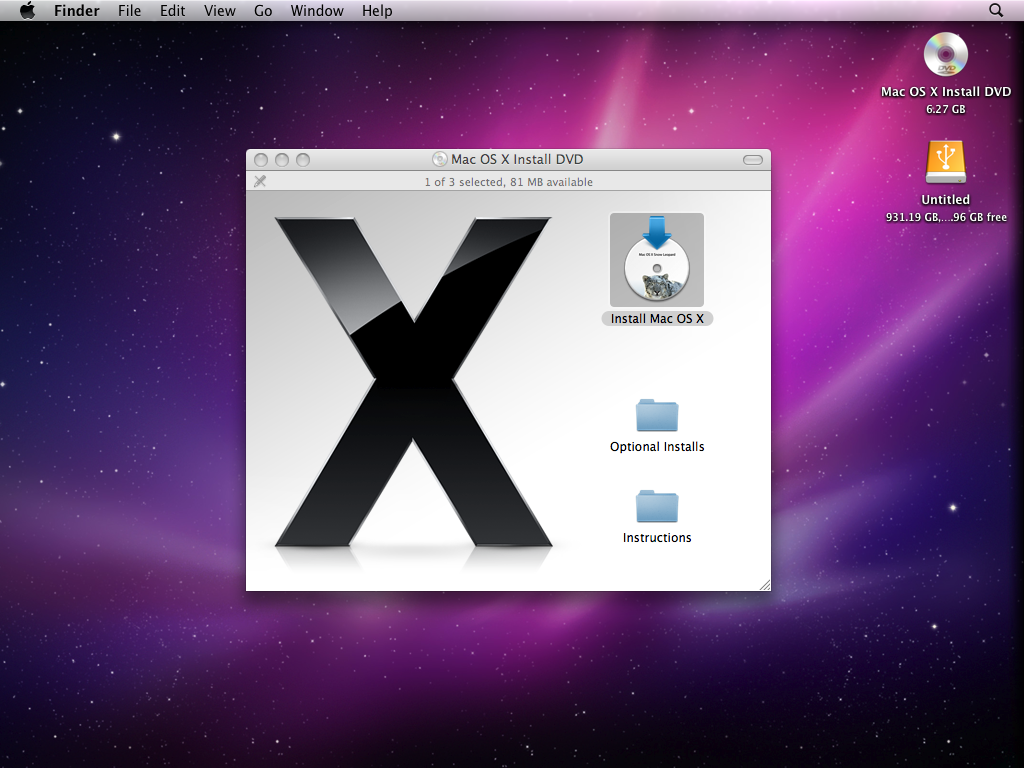 Finder File Edit View Go Window Help
Mac OS X Install DVD
6.27 GB
Untitled
931.19 GB,....96 GB free
Mac OS X Install DVD
1 of 3 selected, 81 MB available
Mac OS X Snow Leopard
Install Mac OS X
Optional Installs
Instructions
DVD